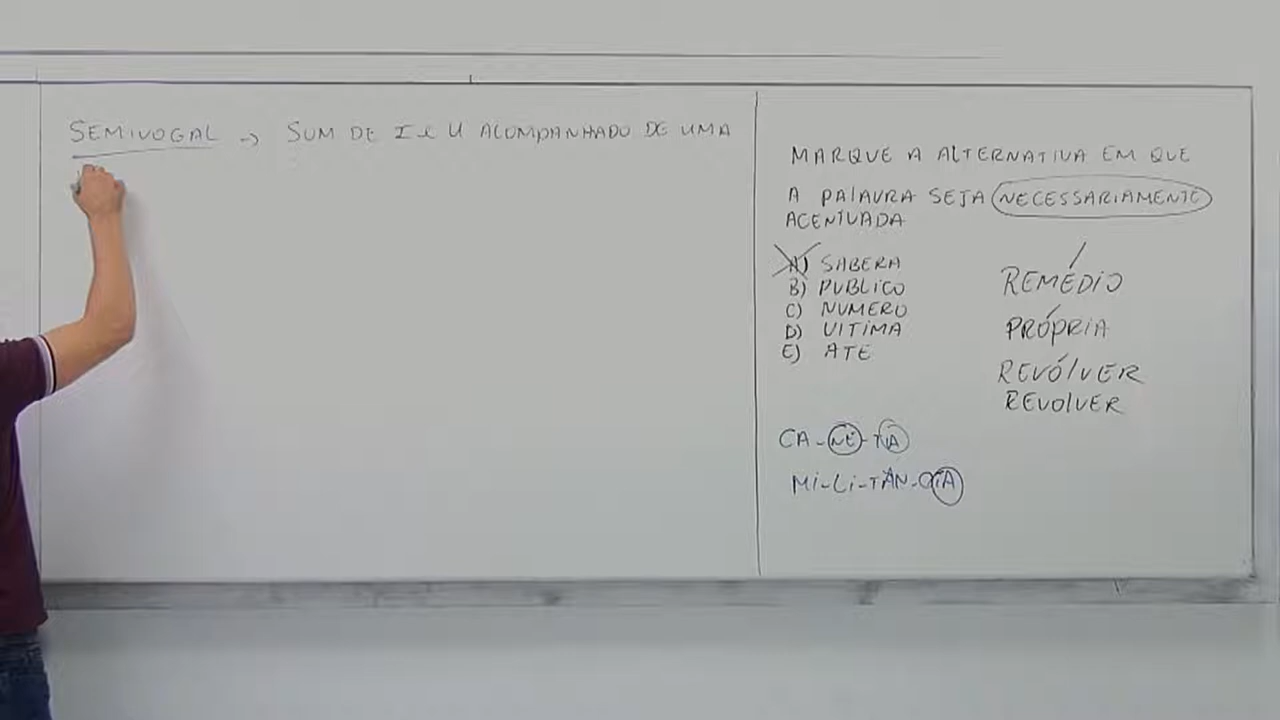 SEMIVOGAL → SOM DE I e U ACOMPANHADO DE UMA
MARQUE A ALTERNATIVA EM QUE
A PALAVRA SEJA NECESSARIAMENTE
ACENTUADA
A) SABERA
B) PUBLICO
C) NUMERO
D) VITIMA
E) ATE
REMÉDIO
PRÓPRIA
REVÓLVER
REVOLVER
CA-NE-TA
MI-LI-TÂN-CIA